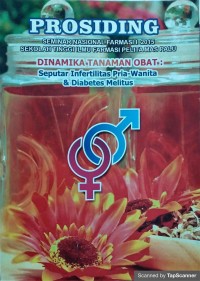 PROSIDING
SEMINAR NASIONAL FARMASI II 2015
SEKOLAH TINGGI ILMU FARMASI PELITA MAS PALU
DINAMIKA TANAMAN OBAT :
Seputar Infertilitas Pria-Wanita
& Diabetes Melitus
Scanned by TapScanner